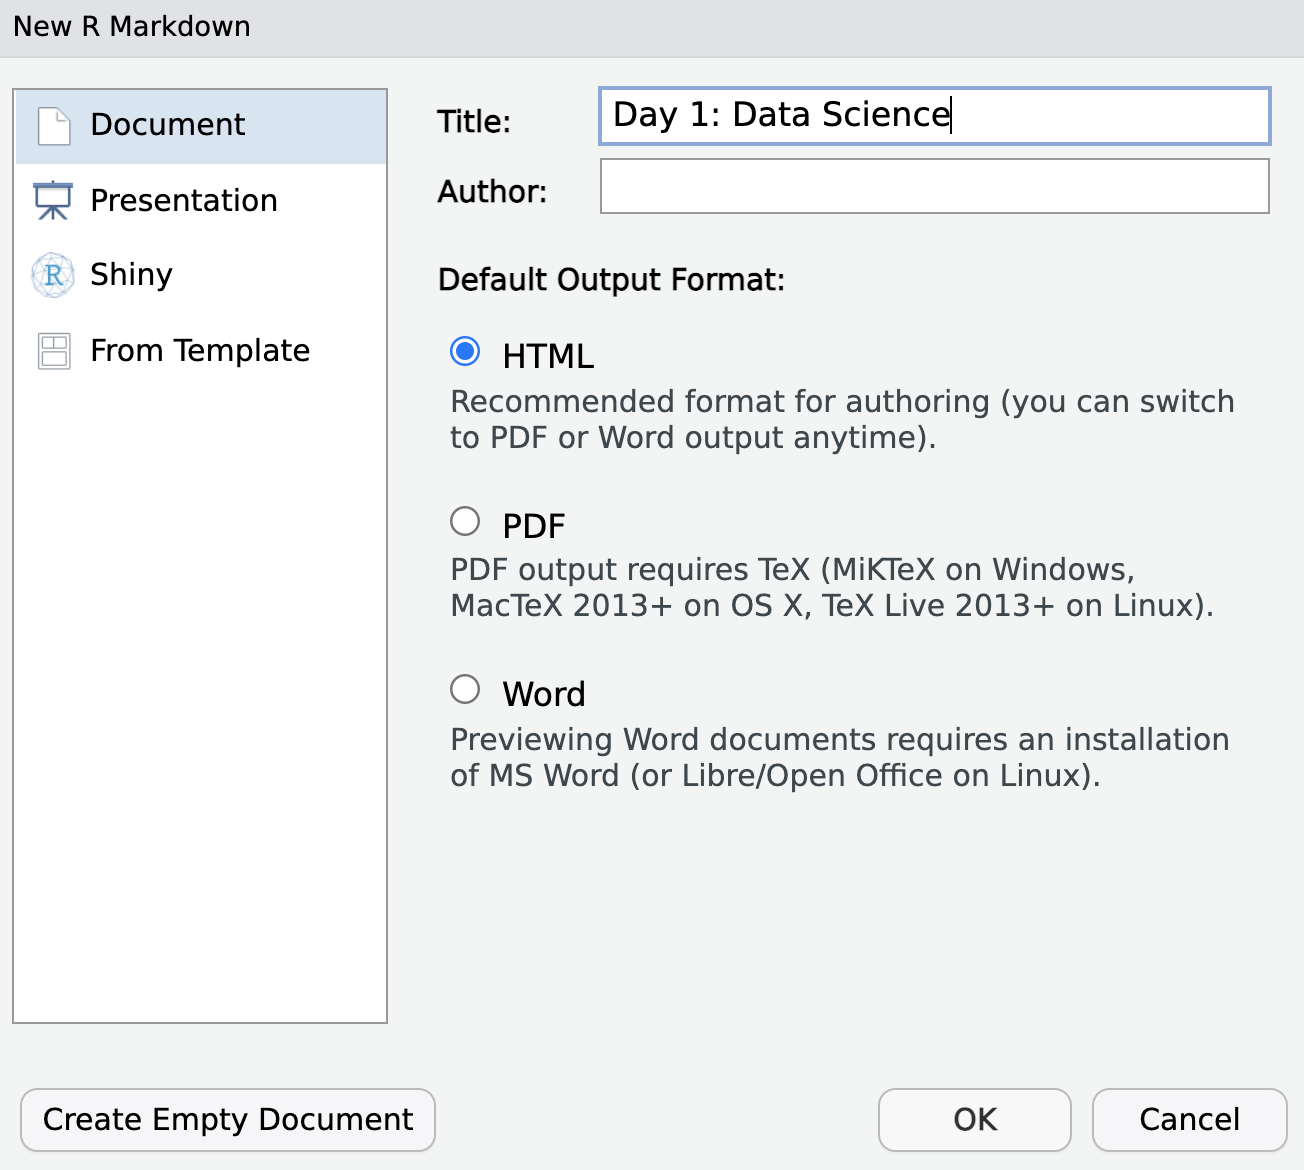 New R Markdown
Document
Presentation
Shiny
From Template
Title: Day 1: Data Science
Author:
Default Output Format:
HTML
Recommended format for authoring (you can switch
to PDF or Word output anytime).
PDF
PDF output requires TeX (MiKTeX on Windows,
MacTeX 2013+ on OS X, TeX Live 2013+ on Linux).
Word
Previewing Word documents requires an installation
of MS Word (or Libre/Open Office on Linux).
Create Empty Document
OK
Cancel